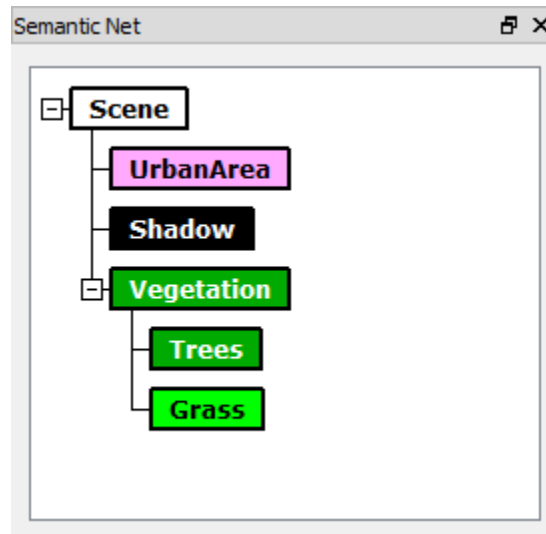 Semantic Net
Scene
UrbanArea
Shadow
Vegetation
Trees
Grass